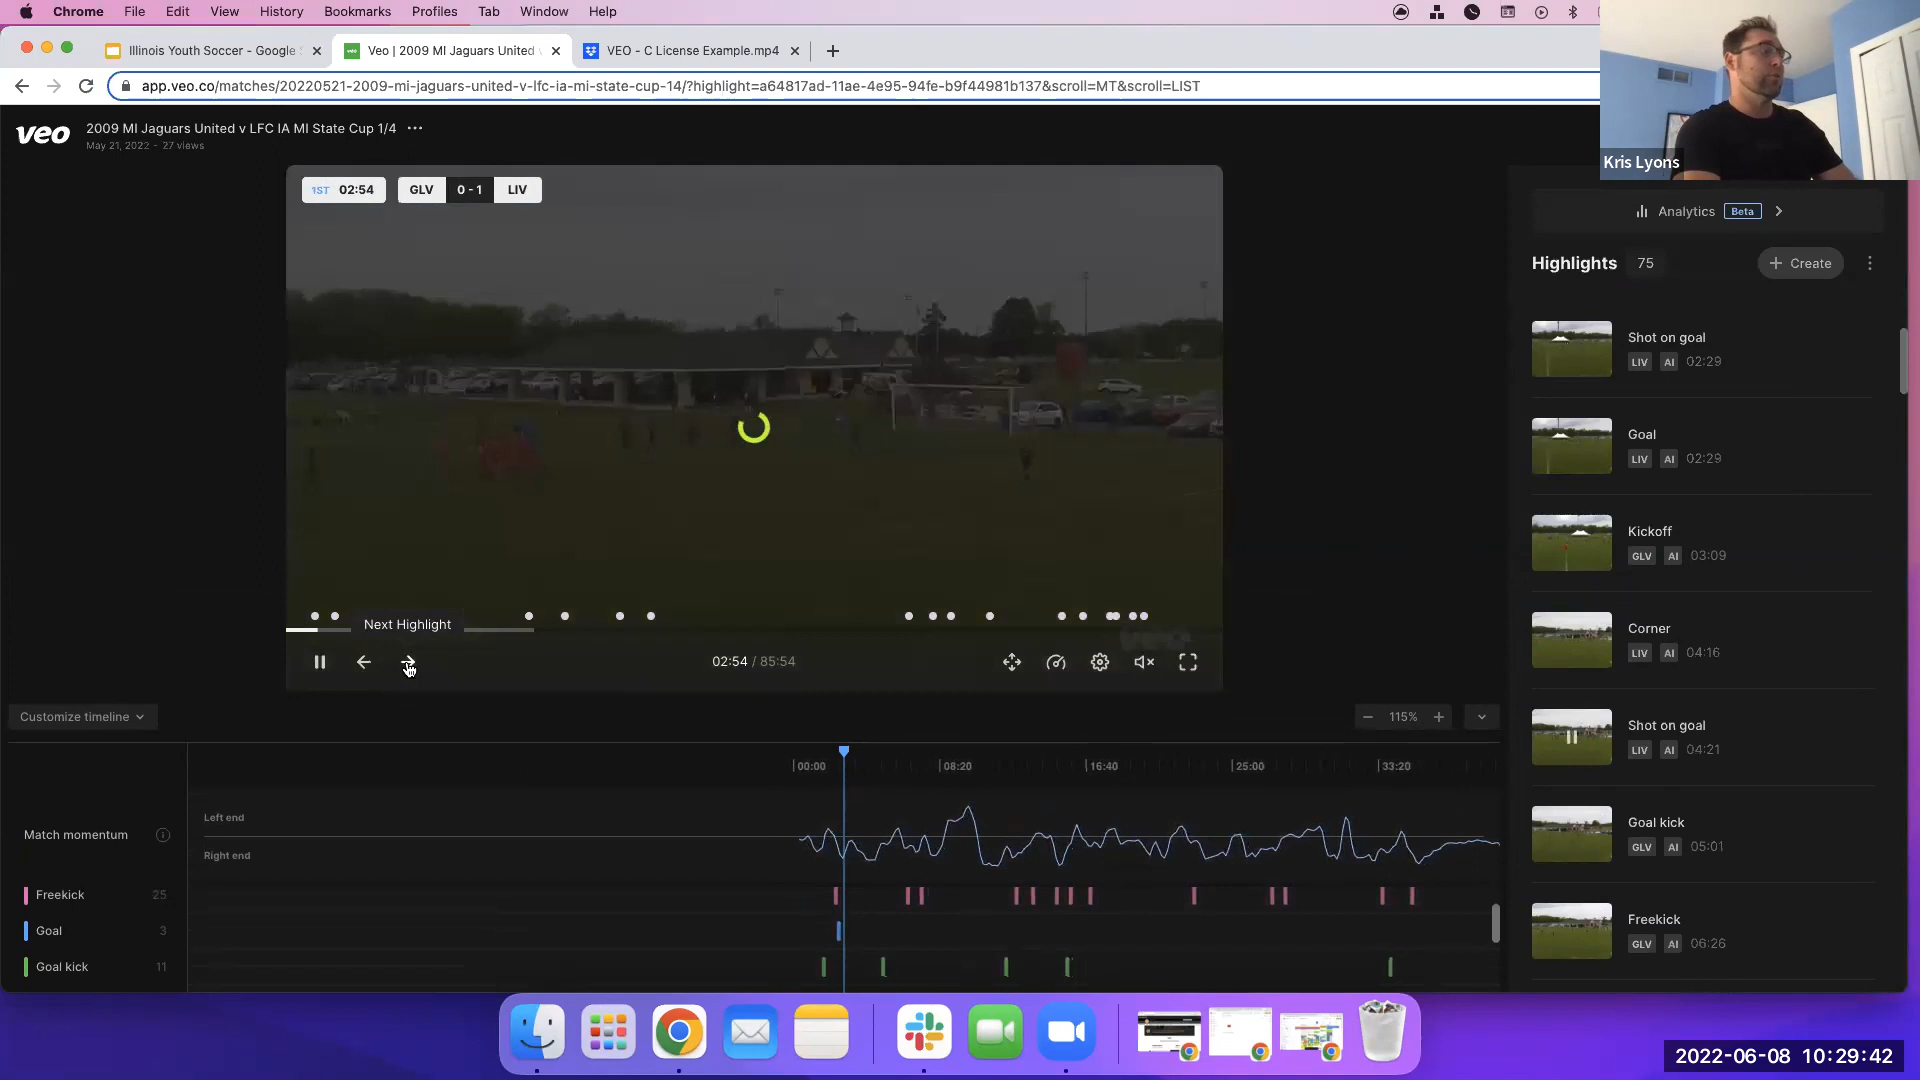 Chrome File Edit View History Bookmarks Profiles Tab Window Help
Illinois Youth Soccer - Google
Veo | 2009 MI Jaguars United
VEO - C License Example.mp4
app.veo.co/matches/20220521-2009-mi-jaguars-united-v-lfc-ia-mi-state-cup-14/?highlight=a64817ad-11ae-4e95-94fe-b9f44981b137&scroll=MT&scroll=LIST
Kris Lyons
veo
2009 MI Jaguars United v LFC IA MI State Cup 1/4 •••
May 21, 2022 - 27 views
1ST 02:54 GLV 0 - 1 LIV
Analytics Beta
Highlights 75 + Create
Shot on goal
LIV AI 02:29
Goal
LIV AI 02:29
Kickoff
GLV AI 03:09
Corner
LIV AI 04:16
Shot on goal
LIV AI 04:21
Goal kick
GLV AI 05:01
Freekick
GLV AI 06:26
Next Highlight
veo
02:54 / 85:54
Customize timeline
115%
00:00 08:20 16:40 25:00 33:20
Left end
Match momentum
Right end
Freekick 25
Goal 3
Goal kick 11
2022-06-08 10:29:42